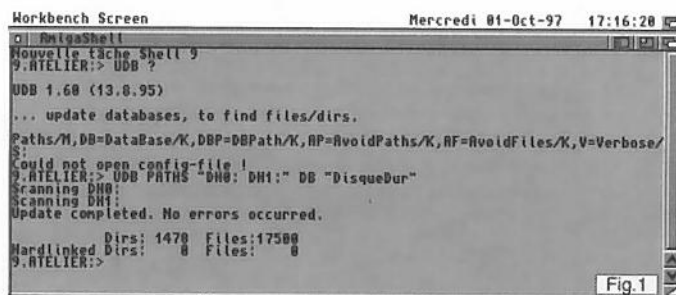 Workbench Screen Mercredi 01-Oct-97 17:16:20
AmigaShell
Nouvelle tâche Shell 9
9.ATELIER:> UDB ?
UDB 1.60 (13.8.95)
... update databases, to find files/dirs.
Paths/M,DB=DataBase/K,DBP=DBPath/K,AP=AvoidPaths/K,AF=AvoidFiles/K,V=Verbose/
S:
Could not open config-file !
9.ATELIER:> UDB PATHS "DH0: DH1:" DB "DisqueDur"
Scanning DH0:
Scanning DH1:
Update completed. No errors occurred.
Dirs: 1470 Files:17500
Hardlinked Dirs: 0 Files: 0
9.ATELIER:>
Fig.1